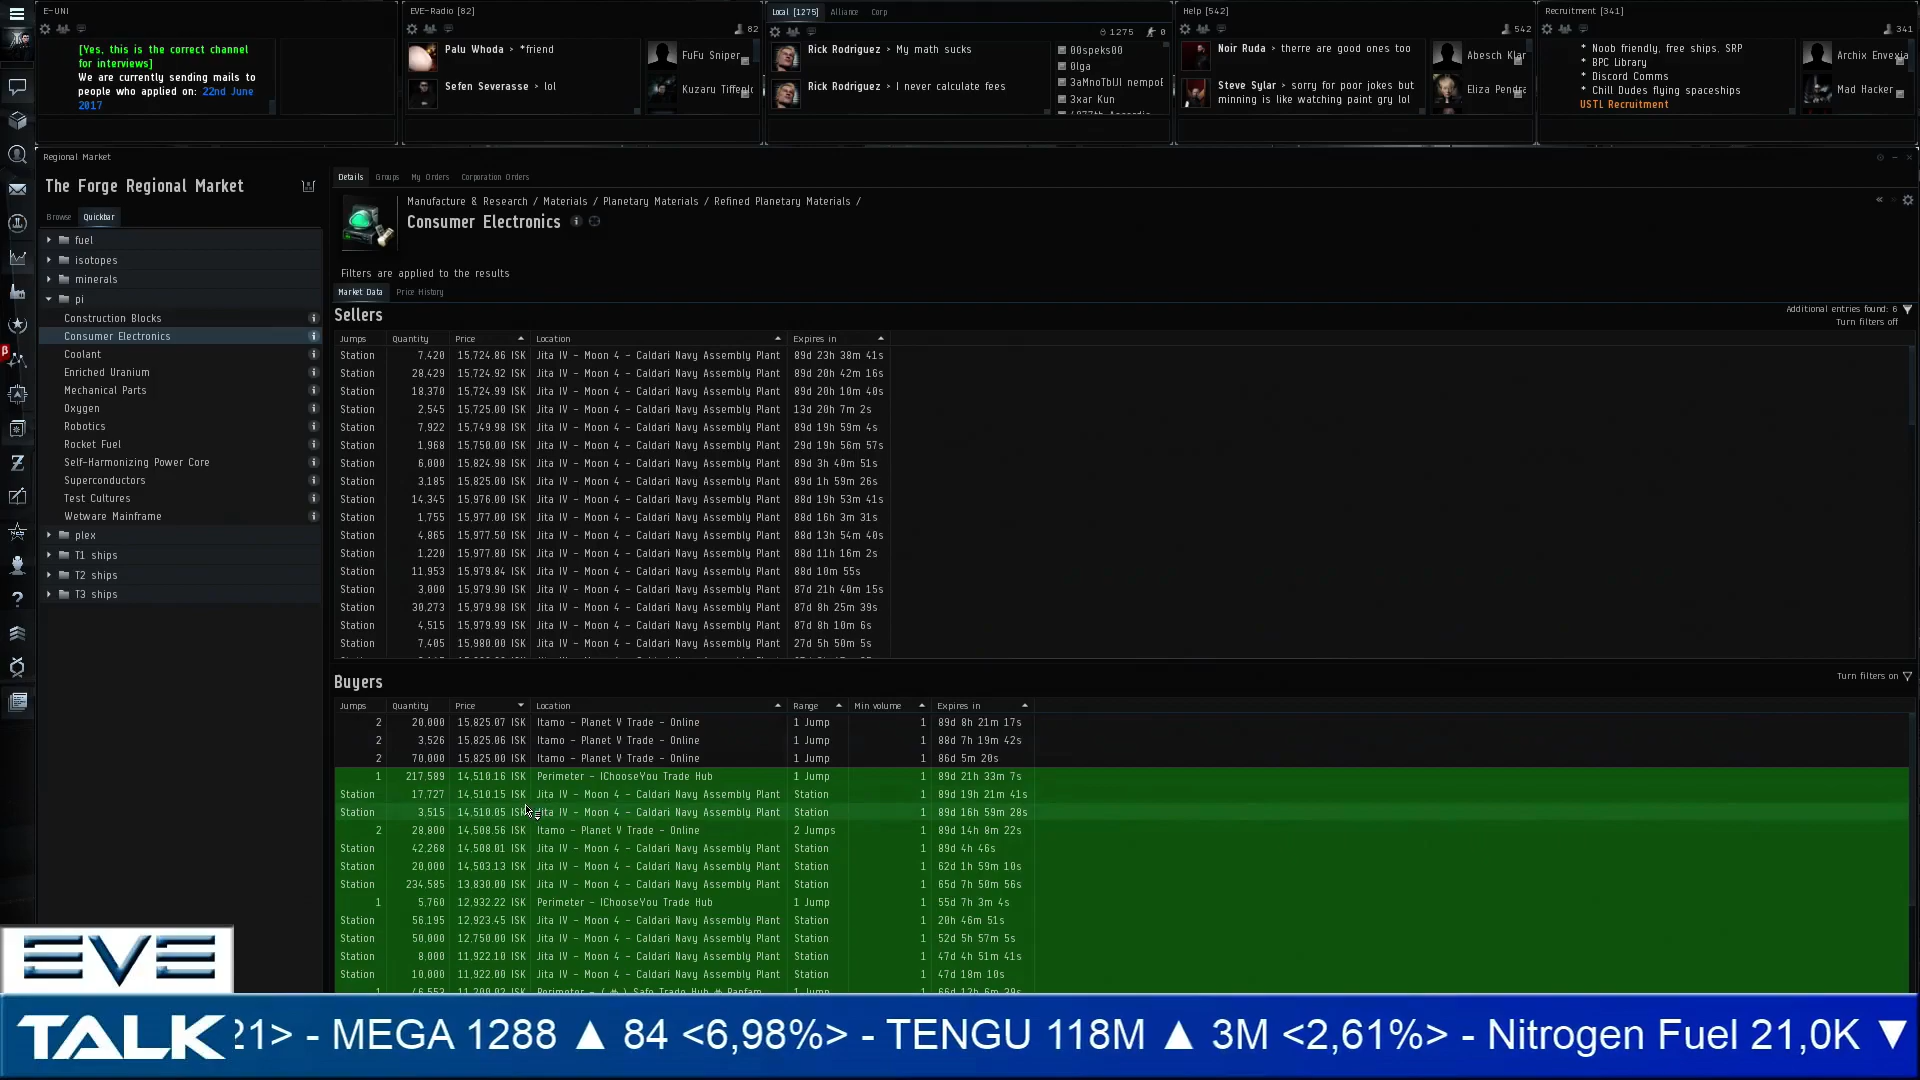 E-UNI
[Yes, this is the correct channel
for interviews]
We are currently sending mails to
people who applied on: 22nd June
2017
EVE-Radio [82]
82
Palu Whoda > *friend
Sefen Severasse > lol
FuFu Sniper
Kuzaru
Local [1275] Alliance Corp
1275 0
Rick Rodriguez > My math sucks
Rick Rodriguez > I never calculate fees
00speks00
0lga
3xar Kun
Help [542]
542
Noir Ruda > therre are good ones too
Steve Sylar > sorry for poor jokes but
minning is like watching paint gry lol
Abesch
Eliza
Recruitment [341]
341
* Noob friendly, free ships. SRP
* BPC Library
* Discord Comms
* Chill Dudes flying spaceships
USTL Recruitment
Archix
Mad Hacker
Regional Market
The Forge Regional Market
Browse Quickbar
fuel
isotopes
minerals
pi
Construction Blocks
Consumer Electronics
Coolant
Enriched Uranium
Mechanical Parts
Oxygen
Robotics
Rocket Fuel
Self-Harmonizing Power Core
Superconductors
Test Cultures
Wetware Mainframe
plex
T1 ships
T2 ships
T3 ships
Details Groups My Orders Corporation Orders
Manufacture & Research / Materials / Planetary Materials / Refined Planetary Materials /
Consumer Electronics
Filters are applied to the results
Market Data Price History
Sellers
Additional entries found: 6
Turn filters off
Jumps Quantity Price Location Expires in
Station 7,420 15,724.86 ISK Jita IV - Moon 4 - Caldari Navy Assembly Plant 89d 23h 38m 41s
Station 28,429 15,724.92 ISK Jita IV - Moon 4 - Caldari Navy Assembly Plant 89d 20h 42m 16s
Station 18,370 15,724.99 ISK Jita IV - Moon 4 - Caldari Navy Assembly Plant 89d 20h 10m 40s
Station 2,545 15,725.00 ISK Jita IV - Moon 4 - Caldari Navy Assembly Plant 13d 20h 7m 2s
Station 7,922 15,749.98 ISK Jita IV - Moon 4 - Caldari Navy Assembly Plant 89d 19h 59m 4s
Station 1,968 15,750.00 ISK Jita IV - Moon 4 - Caldari Navy Assembly Plant 29d 19h 56m 57s
Station 6,000 15,824.98 ISK Jita IV - Moon 4 - Caldari Navy Assembly Plant 89d 3h 40m 51s
Station 3,185 15,825.00 ISK Jita IV - Moon 4 - Caldari Navy Assembly Plant 89d 1h 59m 26s
Station 14,345 15,976.00 ISK Jita IV - Moon 4 - Caldari Navy Assembly Plant 88d 19h 53m 41s
Station 1,755 15,977.00 ISK Jita IV - Moon 4 - Caldari Navy Assembly Plant 88d 16h 3m 31s
Station 4,865 15,977.50 ISK Jita IV - Moon 4 - Caldari Navy Assembly Plant 88d 13h 54m 40s
Station 1,220 15,977.80 ISK Jita IV - Moon 4 - Caldari Navy Assembly Plant 88d 11h 16m 2s
Station 11,953 15,979.84 ISK Jita IV - Moon 4 - Caldari Navy Assembly Plant 88d 10m 55s
Station 3,000 15,979.90 ISK Jita IV - Moon 4 - Caldari Navy Assembly Plant 87d 21h 40m 15s
Station 30,273 15,979.98 ISK Jita IV - Moon 4 - Caldari Navy Assembly Plant 87d 8h 25m 39s
Station 4,515 15,979.99 ISK Jita IV - Moon 4 - Caldari Navy Assembly Plant 87d 8h 10m 6s
Station 7,405 15,980.00 ISK Jita IV - Moon 4 - Caldari Navy Assembly Plant 27d 5h 50m 5s
Buyers
Turn filters on
Jumps Quantity Price Location Range Min volume Expires in
2 20,000 15,825.07 ISK Itamo - Planet V Trade - Online 1 Jump 1 89d 8h 21m 17s
2 3,526 15,825.06 ISK Itamo - Planet V Trade - Online 1 Jump 1 88d 7h 19m 42s
2 70,000 15,825.00 ISK Itamo - Planet V Trade - Online 1 Jump 1 86d 5m 20s
1 217,589 14,510.16 ISK Perimeter - IChooseYou Trade Hub 1 Jump 1 89d 21h 33m 7s
Station 17,727 14,510.15 ISK Jita IV - Moon 4 - Caldari Navy Assembly Plant Station 1 89d 19h 21m 41s
Station 3,515 14,510.05 ISK Jita IV - Moon 4 - Caldari Navy Assembly Plant Station 1 89d 16h 59m 28s
2 28,800 14,508.56 ISK Itamo - Planet V Trade - Online 2 Jumps 1 89d 14h 8m 22s
Station 42,268 14,508.01 ISK Jita IV - Moon 4 - Caldari Navy Assembly Plant Station 1 89d 4h 46s
Station 20,000 14,503.13 ISK Jita IV - Moon 4 - Caldari Navy Assembly Plant Station 1 62d 1h 59m 10s
Station 234,585 13,830.00 ISK Jita IV - Moon 4 - Caldari Navy Assembly Plant Station 1 65d 7h 50m 56s
1 5,760 12,932.22 ISK Perimeter - IChooseYou Trade Hub 1 Jump 1 55d 7h 3m 4s
Station 56,195 12,923.45 ISK Jita IV - Moon 4 - Caldari Navy Assembly Plant Station 1 20h 46m 51s
Station 50,000 12,750.00 ISK Jita IV - Moon 4 - Caldari Navy Assembly Plant Station 1 52d 5h 57m 5s
Station 8,000 11,922.10 ISK Jita IV - Moon 4 - Caldari Navy Assembly Plant Station 1 47d 4h 51m 41s
Station 10,000 11,922.00 ISK Jita IV - Moon 4 - Caldari Navy Assembly Plant Station 1 47d 18m 10s
EVE
TALK
21> - MEGA 1288 ▲ 84 <6,98%> - TENGU 118M ▲ 3M <2,61%> - Nitrogen Fuel 21,0K ▼